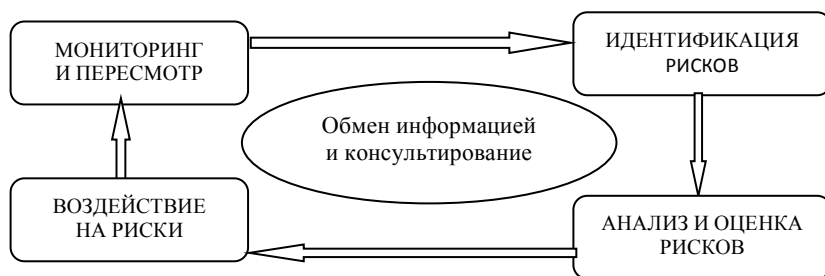 МОНИТОРИНГ
И ПЕРЕСМОТР
ИДЕНТИФИКАЦИЯ
РИСКОВ
Обмен информацией
и консультирование
ВОЗДЕЙСТВИЕ
НА РИСКИ
АНАЛИЗ И ОЦЕНКА
РИСКОВ